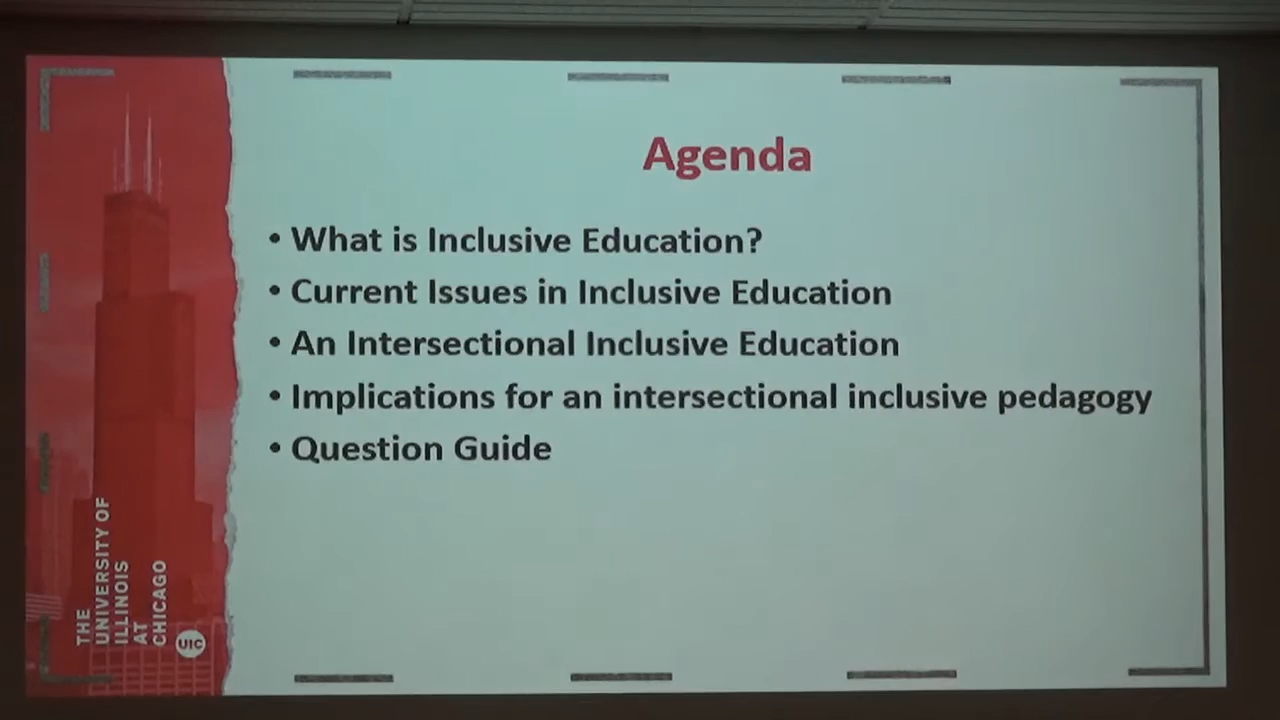 Agenda
• What is Inclusive Education?
• Current Issues in Inclusive Education
• An Intersectional Inclusive Education
• Implications for an intersectional inclusive pedagogy
• Question Guide
THE
UNIVERSITY OF
ILLINOIS
AT
CHICAGO
UIC